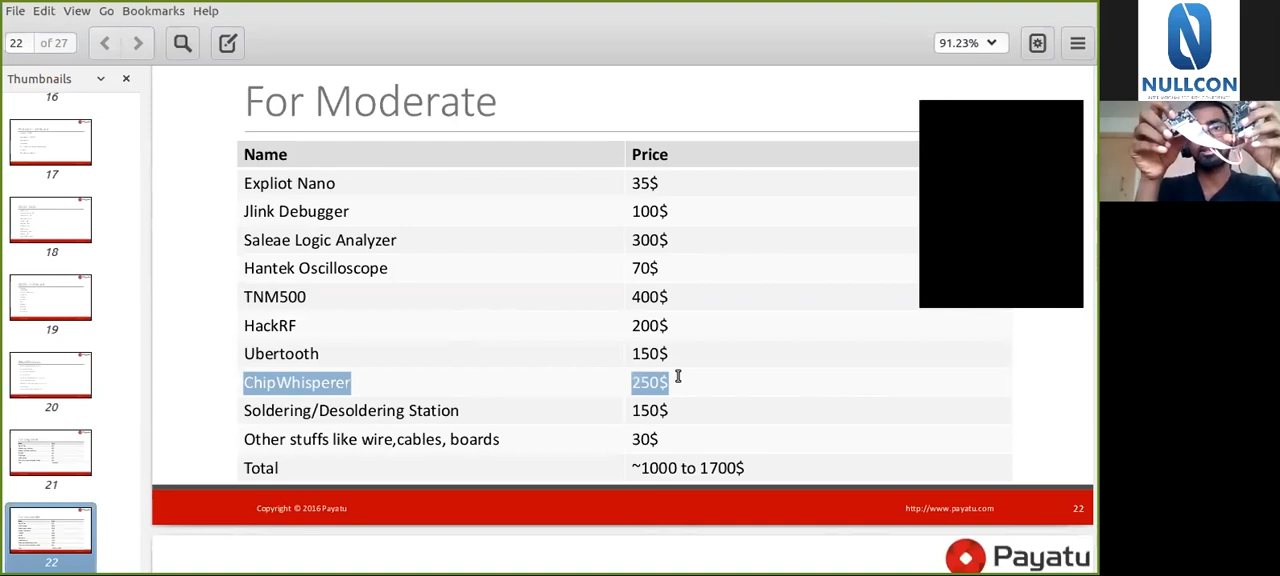 File Edit View Go Bookmarks Help
22 of 27
91.23%
Thumbnails
16
17
18
19
20
21
22
For Moderate
Name Price
Expliot Nano 35$
Jlink Debugger 100$
Saleae Logic Analyzer 300$
Hantek Oscilloscope 70$
TNM500 400$
HackRF 200$
Ubertooth 150$
ChipWhisperer 250$
Soldering/Desoldering Station 150$
Other stuffs like wire,cables, boards 30$
Total ~1000 to 1700$
Copyright © 2016 Payatu http://www.payatu.com 22
Payatu
NULLCON